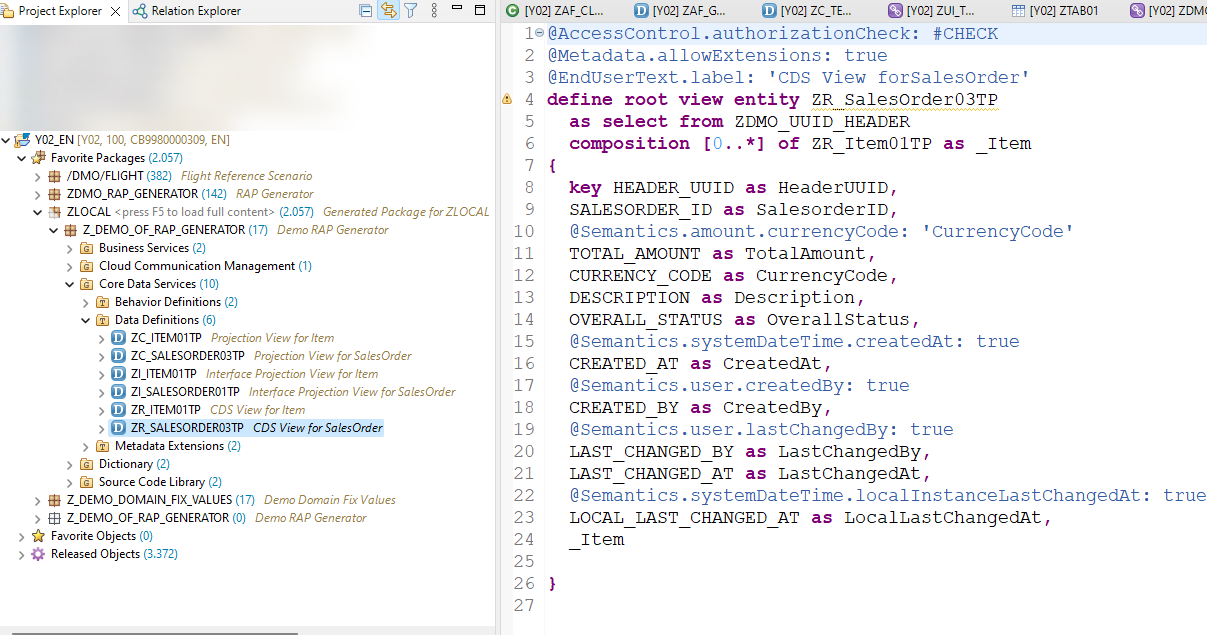 Project Explorer
Relation Explorer
Y02_EN [Y02, 100, CB9980000309, EN]
Favorite Packages (2.057)
/DMO/FLIGHT (382) Flight Reference Scenario
ZDMO_RAP_GENERATOR (142) RAP Generator
ZLOCAL <press F5 to load full content> (2.057) Generated Package for ZLOCAL
Z_DEMO_OF_RAP_GENERATOR (17) Demo RAP Generator
Business Services (2)
Cloud Communication Management (1)
Core Data Services (10)
Behavior Definitions (2)
Data Definitions (6)
ZC_ITEM01TP Projection View for Item
ZC_SALESORDER03TP Projection View for SalesOrder
ZI_ITEM01TP Interface Projection View for Item
ZI_SALESORDER01TP Interface Projection View for SalesOrder
ZR_ITEM01TP CDS View for Item
ZR_SALESORDER03TP CDS View for SalesOrder
Metadata Extensions (2)
Dictionary (2)
Source Code Library (2)
Z_DEMO_DOMAIN_FIX_VALUES (17) Demo Domain Fix Values
Z_DEMO_OF_RAP_GENERATOR (0) Demo RAP Generator
Favorite Objects (0)
Released Objects (3.372)
[Y02] ZAF_CL... [Y02] ZAF_G... [Y02] ZC_TE... [Y02] ZUI_T... [Y02] ZTAB01 [Y02] ZDMO
1 @AccessControl.authorizationCheck: #CHECK
2 @Metadata.allowExtensions: true
3 @EndUserText.label: 'CDS View forSalesOrder'
4 define root view entity ZR_SalesOrder03TP
5 as select from ZDMO_UUID_HEADER
6 composition [0..*] of ZR_Item01TP as _Item
7 {
8 key HEADER_UUID as HeaderUUID,
9 SALESORDER_ID as SalesorderID,
10 @Semantics.amount.currencyCode: 'CurrencyCode'
11 TOTAL_AMOUNT as TotalAmount,
12 CURRENCY_CODE as CurrencyCode,
13 DESCRIPTION as Description,
14 OVERALL_STATUS as OverallStatus,
15 @Semantics.systemDateTime.createdAt: true
16 CREATED_AT as CreatedAt,
17 @Semantics.user.createdBy: true
18 CREATED_BY as CreatedBy,
19 @Semantics.user.lastChangedBy: true
20 LAST_CHANGED_BY as LastChangedBy,
21 LAST_CHANGED_AT as LastChangedAt,
22 @Semantics.systemDateTime.localInstanceLastChangedAt: true
23 LOCAL_LAST_CHANGED_AT as LocalLastChangedAt,
24 _Item
25
26 }
27